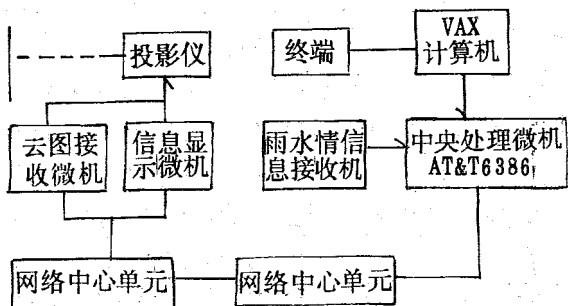 投影仪
终端
VAX
计算机
云图接
收微机
信息显
示微机
雨水情信
息接收机
中央处理微机
AT&T6386
网络中心单元
网络中心单元